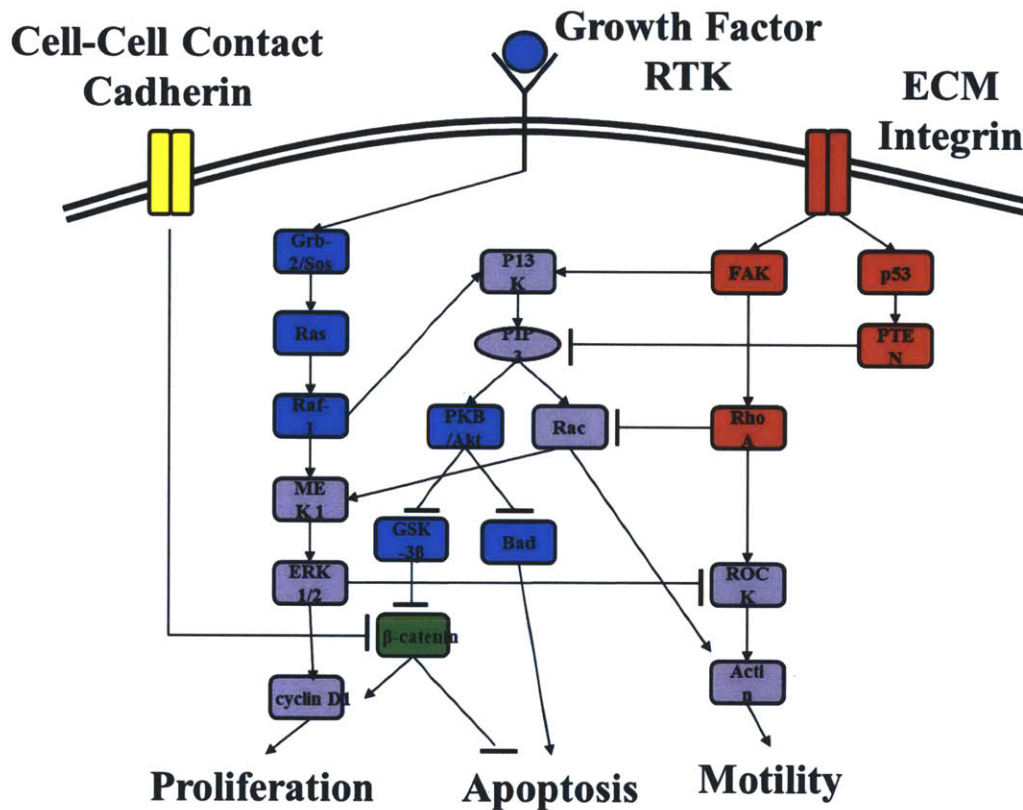 Cell-Cell Contact
Cadherin
Growth Factor
RTK
ECM
Integrin
Grb-
2/Sos
P13
K
FAK
p53
Ras
PIP
3
PTE
N
Raf-
1
PKB
/Akt
Rac
Rho
A
ME
K1
GSK
-3β
Bad
ERK
1/2
ROC
K
β-catenin
cyclin D1
Acti
n
Proliferation
Apoptosis
Motility